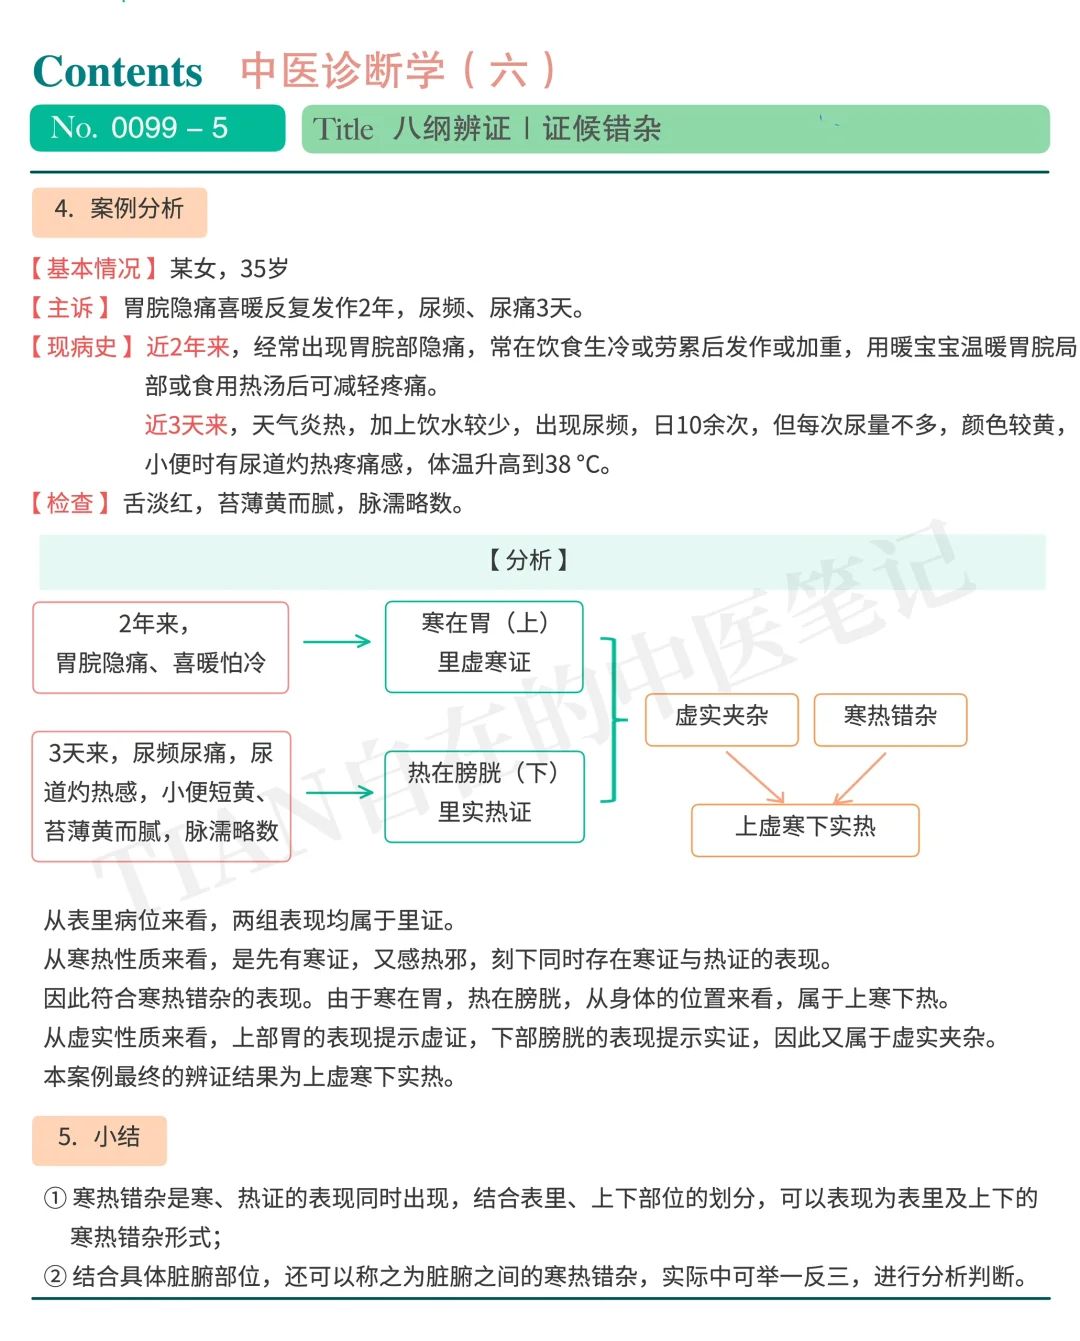 Contents 中医诊断学（六）
No. 0099 – 5
Title 八纲辨证 | 证候错杂
4. 案例分析
【基本情况】某女，35岁
【主诉】胃脘隐痛喜暖反复发作2年，尿频、尿痛3天。
【现病史】近2年来，经常出现胃脘部隐痛，常在饮食生冷或劳累后发作或加重，用暖宝宝温暖胃脘局
部或食用热汤后可减轻疼痛。
近3天来，天气炎热，加上饮水较少，出现尿频，日10余次，但每次尿量不多，颜色较黄，
小便时有尿道灼热疼痛感，体温升高到38 ℃。
【检查】舌淡红，苔薄黄而腻，脉濡略数。
【分析】
2年来，
胃脘隐痛、喜暖怕冷
寒在胃（上）
里虚寒证
3天来，尿频尿痛，尿
道灼热感，小便短黄、
苔薄黄而腻，脉濡略数
热在膀胱（下）
里实热证
虚实夹杂
寒热错杂
上虚寒下实热
从表里病位来看，两组表现均属于里证。
从寒热性质来看，是先有寒证，又感热邪，刻下同时存在寒证与热证的表现。
因此符合寒热错杂的表现。由于寒在胃，热在膀胱，从身体的位置来看，属于上寒下热。
从虚实性质来看，上部胃的表现提示虚证，下部膀胱的表现提示实证，因此又属于虚实夹杂。
本案例最终的辨证结果为上虚寒下实热。
5. 小结
① 寒热错杂是寒、热证的表现同时出现，结合表里、上下部位的划分，可以表现为表里及上下的
寒热错杂形式；
② 结合具体脏腑部位，还可以称之为脏腑之间的寒热错杂，实际中可举一反三，进行分析判断。
TIAN自在的中医笔记